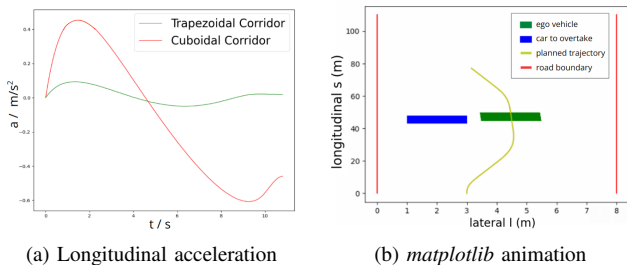 Trapezoidal Corridor
Cuboidal Corridor
a / m/s²
0.4
0.2
0.0
−0.2
−0.4
−0.6
0 2 4 6 8 10
t / s
(a) Longitudinal acceleration
ego vehicle
car to overtake
planned trajectory
road boundary
longitudinal s (m)
100
80
60
40
20
0
0 1 2 3 4 5 6 7 8
lateral l (m)
(b) matplotlib animation